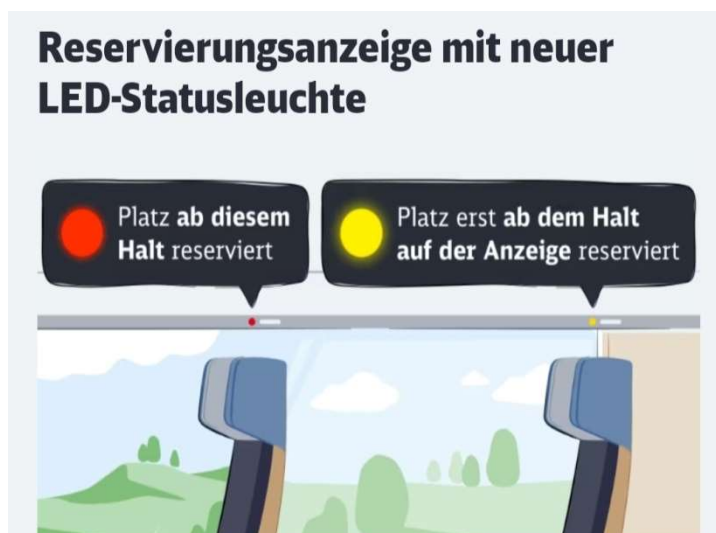 Reservierungsanzeige mit neuer
LED-Statusleuchte
Platz ab diesem
Halt reserviert
Platz erst ab dem Halt
auf der Anzeige reserviert